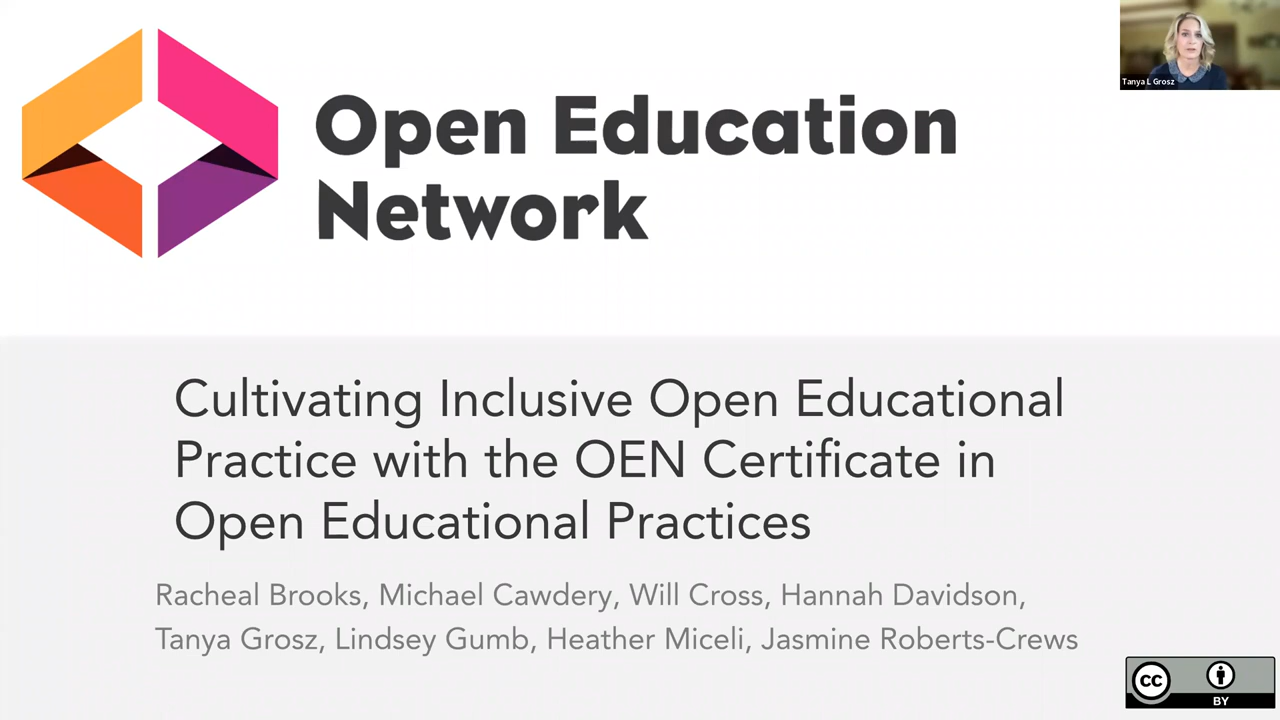 Tanya L Grosz
Open Education
Network
Cultivating Inclusive Open Educational
Practice with the OEN Certificate in
Open Educational Practices
Racheal Brooks, Michael Cawdery, Will Cross, Hannah Davidson,
Tanya Grosz, Lindsey Gumb, Heather Miceli, Jasmine Roberts-Crews
cc
BY